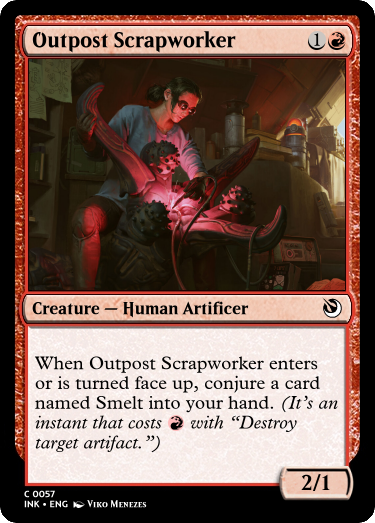 Outpost Scrapworker 1
Creature — Human Artificer
When Outpost Scrapworker enters
or is turned face up, conjure a card
named Smelt into your hand. (It's an
instant that costs with “Destroy
target artifact.”)
2/1
C 0057
INK • ENG Viko Menezes